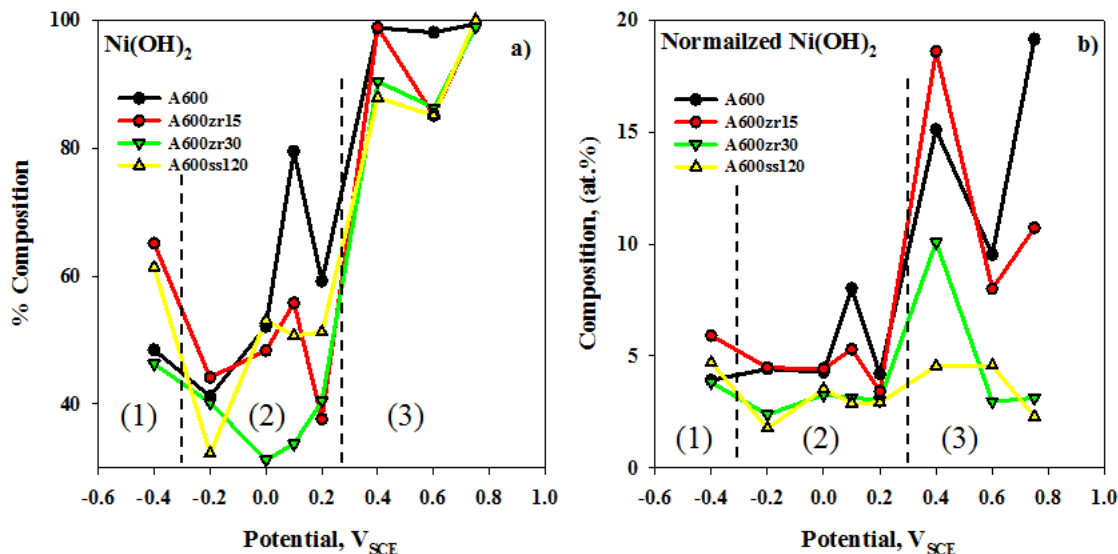 Ni(OH)2
a)
A600
A600zr15
A600zr30
A600ss120
(1)
(2)
(3)
100
80
60
40
% Composition
-0.6 -0.4 -0.2 0.0 0.2 0.4 0.6 0.8 1.0
Potential, VSCE
Normailzed Ni(OH)2
b)
A600
A600zr15
A600zr30
A600ss120
(1)
(2)
(3)
20
15
10
5
0
Composition, (at.%)
-0.6 -0.4 -0.2 0.0 0.2 0.4 0.6 0.8 1.0
Potential, VSCE